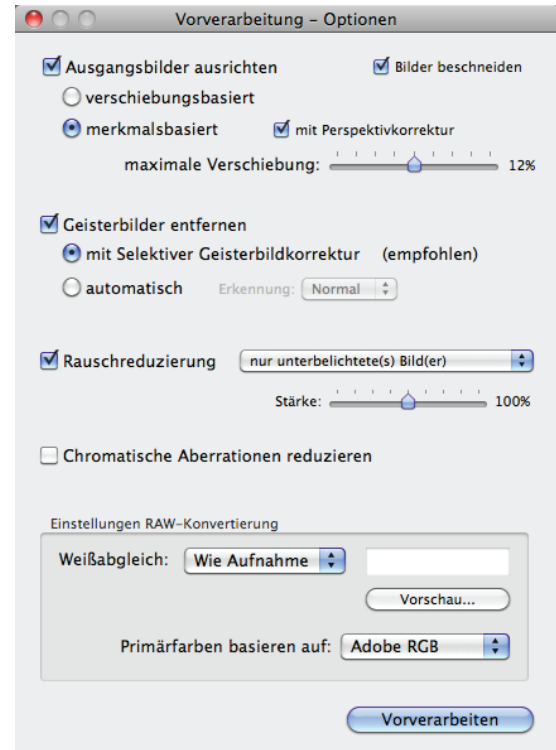 Vorverarbeitung – Optionen
Ausgangsbilder ausrichten Bilder beschneiden
verschiebungsbasiert
merkmalsbasiert mit Perspektivkorrektur
maximale Verschiebung: 12%
Geisterbilder entfernen
mit Selektiver Geisterbildkorrektur (empfohlen)
automatisch Erkennung: Normal
Rauschreduzierung nur unterbelichtete(s) Bild(er)
Stärke: 100%
Chromatische Aberrationen reduzieren
Einstellungen RAW-Konvertierung
Weißabgleich: Wie Aufnahme
Vorschau...
Primärfarben basieren auf: Adobe RGB
Vorverarbeiten